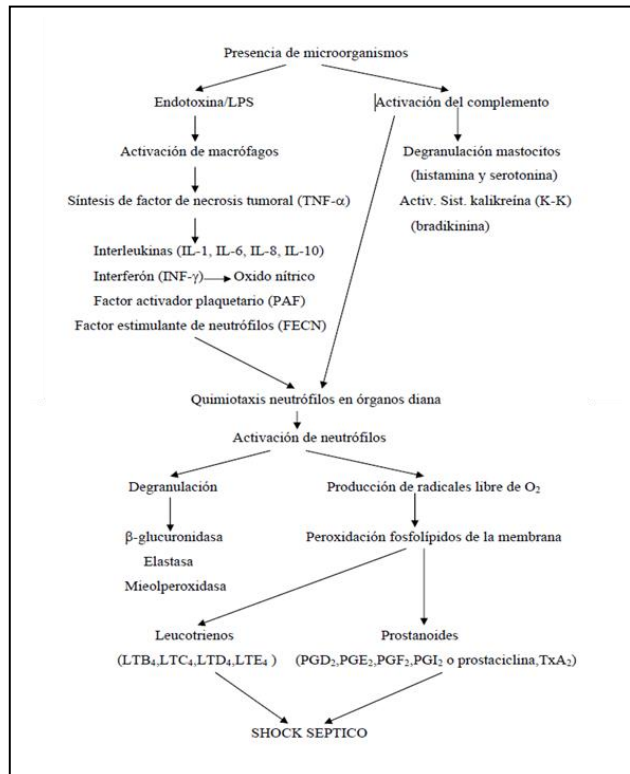 Presencia de microorganismos
Endotoxina/LPS
Activación del complemento
Activación de macrófagos
Degranulación mastocitos
(histamina y serotonina)
Síntesis de factor de necrosis tumoral (TNF-α)
Activ. Sist. kalikreína (K-K)
(bradikinina)
Interleukinas (IL-1, IL-6, IL-8, IL-10)
Interferón (INF-γ) Oxido nítrico
Factor activador plaquetario (PAF)
Factor estimulante de neutrófilos (FECN)
Quimiotaxis neutrófilos en órganos diana
Activación de neutrófilos
Degranulación
Producción de radicales libre de O₂
β-glucuronidasa
Elastasa
Mieolperoxidasa
Peroxidación fosfolípidos de la membrana
Leucotrienos
(LTB₄,LTC₄,LTD₄,LTE₄ )
Prostanoides
(PGD₂,PGE₂,PGF₂,PGI₂ o prostaciclina,TxA₂)
SHOCK SEPTICO